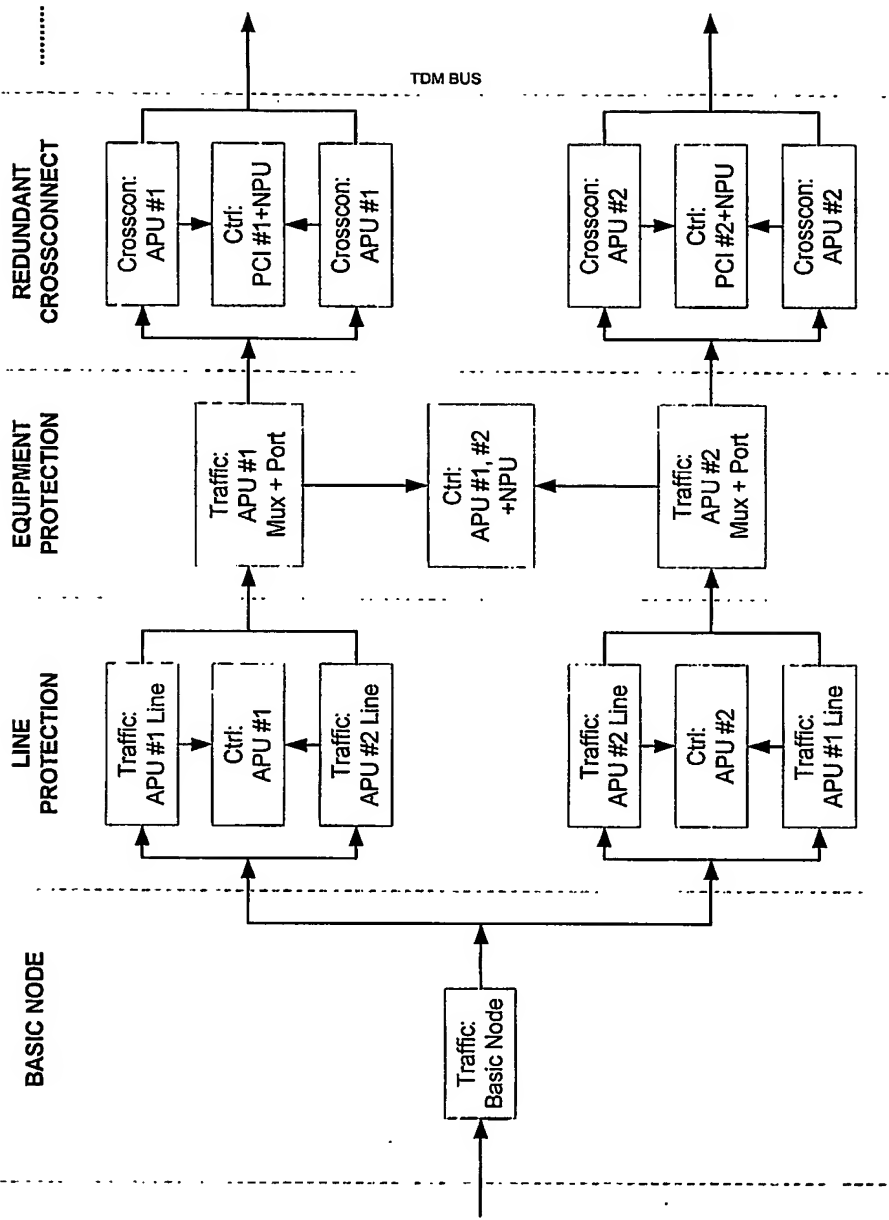 BASIC NODE
LINE
PROTECTION
EQUIPMENT
PROTECTION
REDUNDANT
CROSSCONNECT
..........
Traffic:
Basic Node
Traffic:
APU #1 Line
Ctrl:
APU #1
Traffic:
APU #2 Line
Traffic:
APU #2 Line
Ctrl:
APU #2
Traffic:
APU #1 Line
Traffic:
APU #1
Mux + Port
Ctrl:
APU #1, #2
+NPU
Traffic:
APU #2
Mux + Port
Crosscon:
APU #1
Ctrl:
PCI #1+NPU
Crosscon:
APU #1
Crosscon:
APU #2
Ctrl:
PCI #2+NPU
Crosscon:
APU #2
TDM BUS